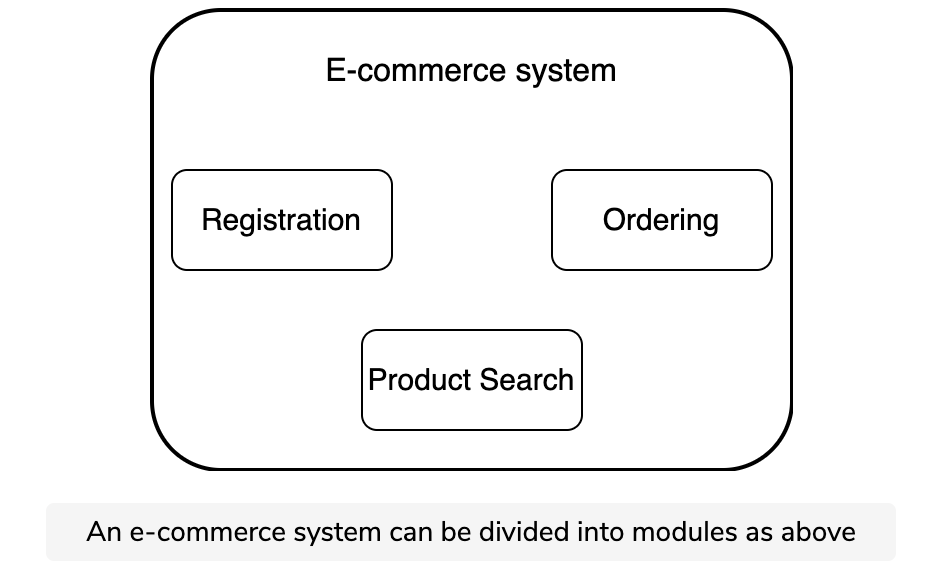 E-commerce system
Registration
Ordering
Product Search
An e-commerce system can be divided into modules as above